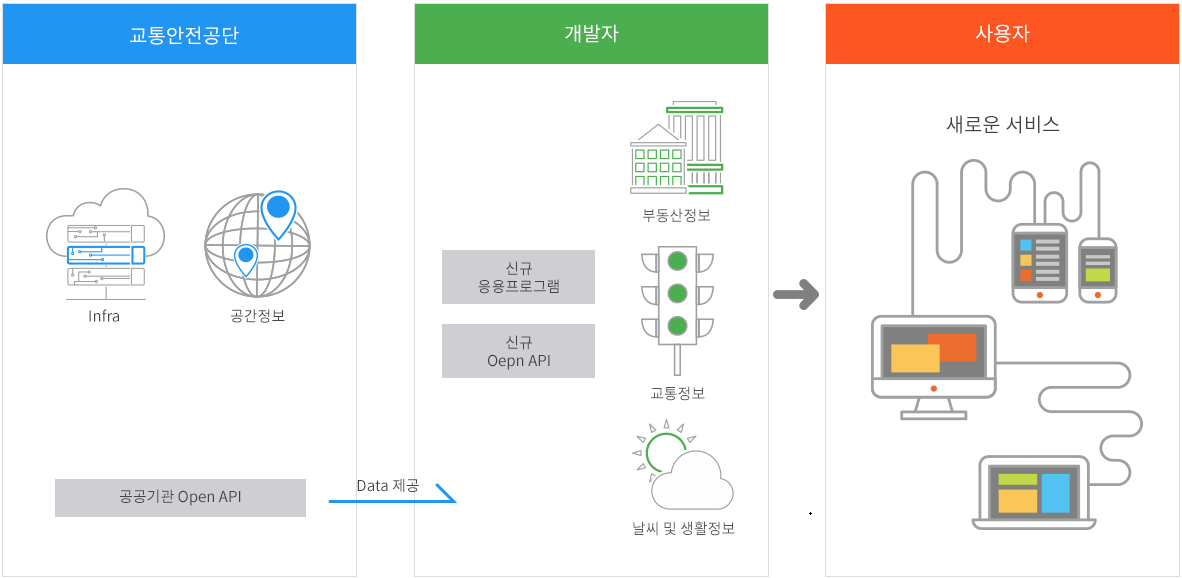 교통안전공단
Infra
공간정보
공공기관 Open API
Data 제공
개발자
신규
응용프로그램
신규
Oepn API
부동산정보
교통정보
날씨 및 생활정보
사용자
새로운 서비스